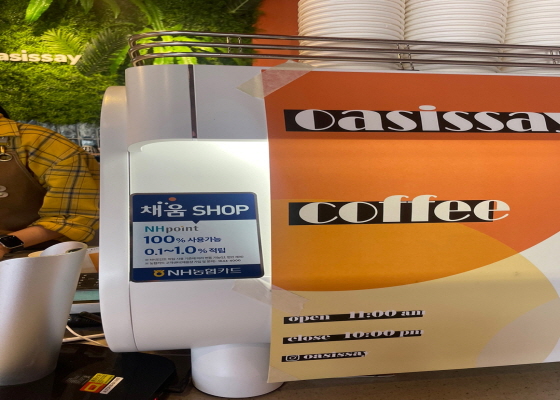 oasissay
oasissay
coffee
채움 SHOP
NHpoint
100% 사용가능
0.1~1.0% 적립
NH농협카드
open 11:00 am
close 10:00 pm
oasissay